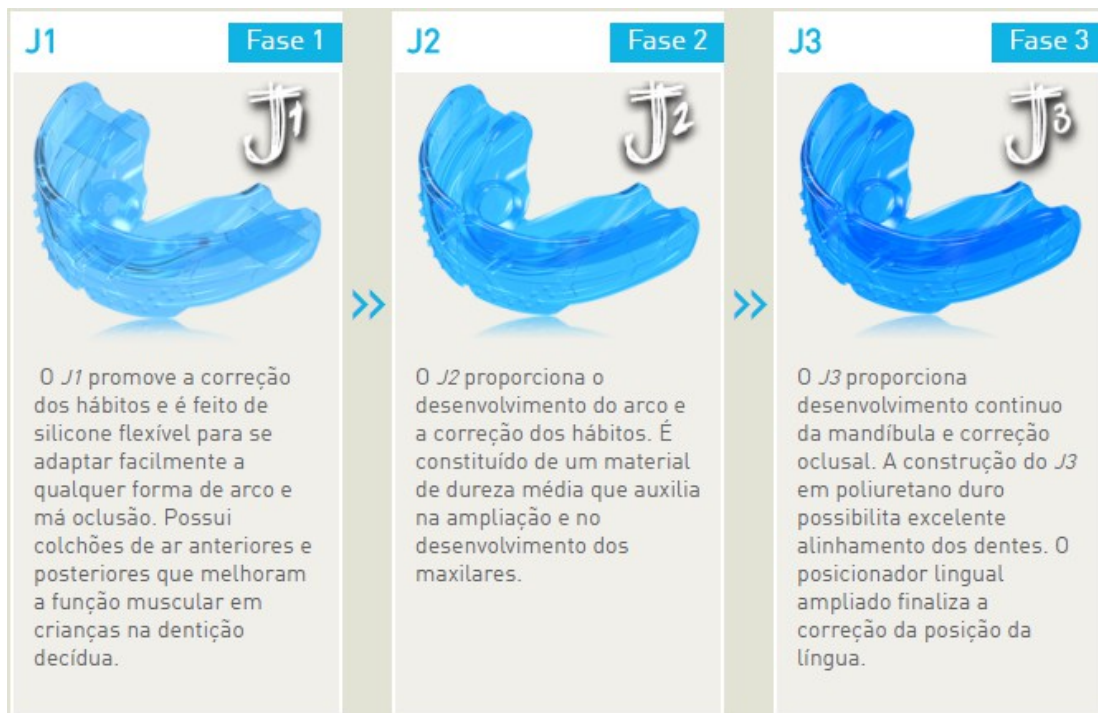 J1
Fase 1
J1
O J1 promove a correção
dos hábitos e é feito de
silicone flexível para se
adaptar facilmente a
qualquer forma de arco e
má oclusão. Possui
colchões de ar anteriores e
posteriores que melhoram
a função muscular em
crianças na dentição
decídua.
J2
Fase 2
J2
O J2 proporciona o
desenvolvimento do arco e
a correção dos hábitos. É
constituído de um material
de dureza média que auxilia
na ampliação e no
desenvolvimento dos
maxilares.
J3
Fase 3
J3
O J3 proporciona
desenvolvimento continuo
da mandíbula e correção
oclusal. A construção do J3
em poliuretano duro
possibilita excelente
alinhamento dos dentes. O
posicionador lingual
ampliado finaliza a
correção da posição da
língua.